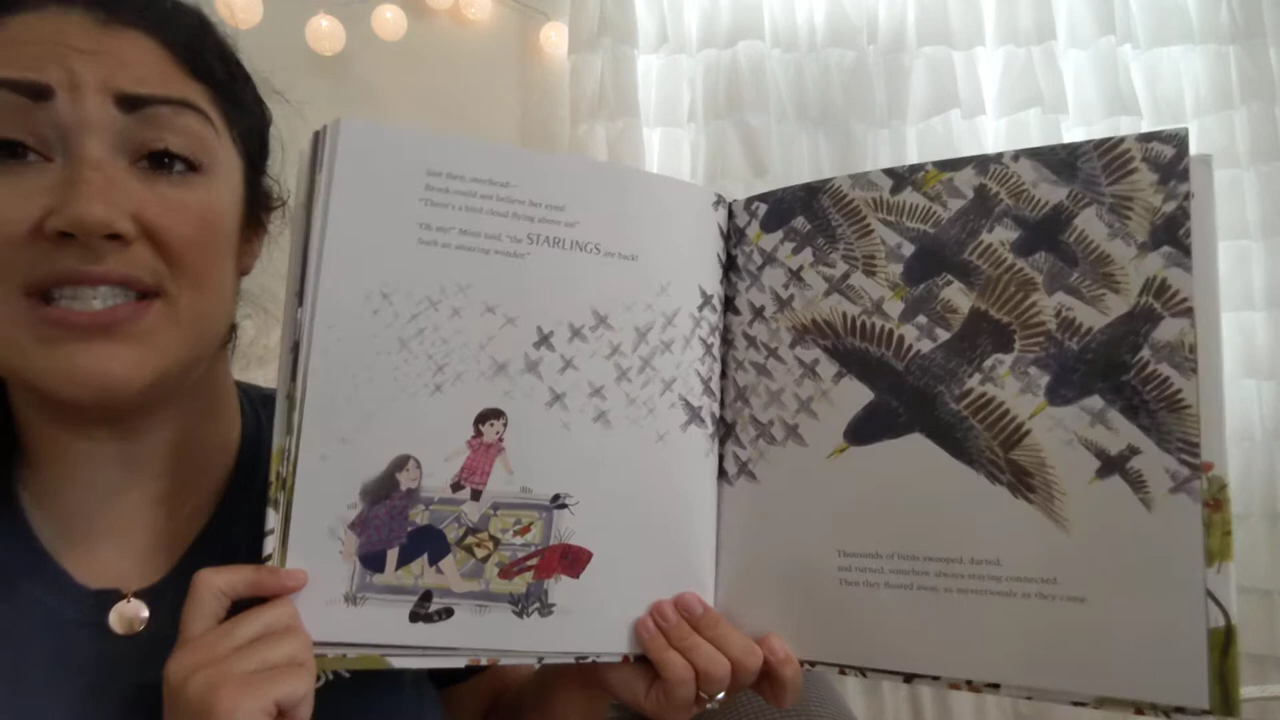 Just then, overhead—
Brook could not believe her eyes!
"There's a bird cloud flying above us!"
"Oh my!" Mimi said, "the STARLINGS are back!
Such an amazing wonder."
Thousands of birds swooped, darted,
and turned, somehow always staying connected.
Then they floated away, as mysteriously as they came.